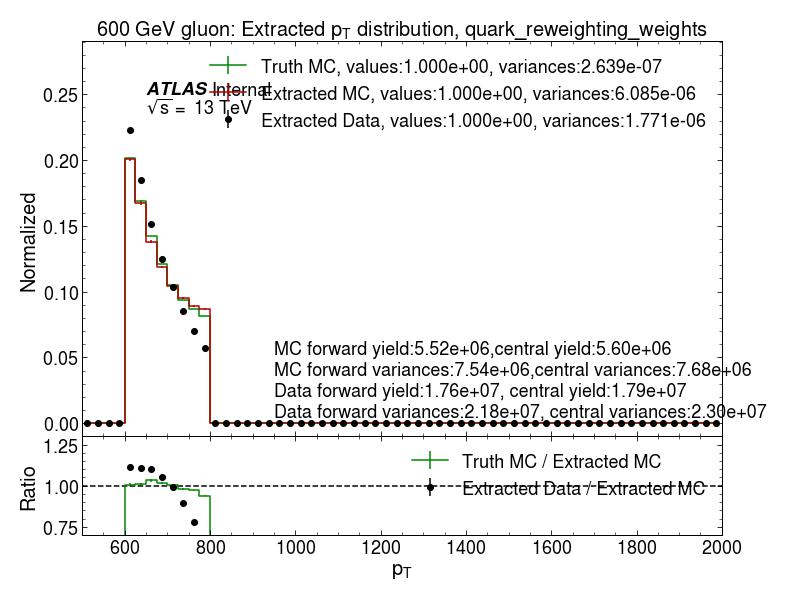 600 GeV gluon: Extracted pT distribution, quark_reweighting_weights
Truth MC, values:1.000e+00, variances:2.639e-07
ATLAS Internal
Extracted MC, values:1.000e+00, variances:6.085e-06
√s = 13 TeV
Extracted Data, values:1.000e+00, variances:1.771e-06
Normalized
0.25
0.20
0.15
0.10
0.05
0.00
MC forward yield:5.52e+06,central yield:5.60e+06
MC forward variances:7.54e+06,central variances:7.68e+06
Data forward yield:1.76e+07, central yield:1.79e+07
Data forward variances:2.18e+07, central variances:2.30e+07
Ratio
1.25
1.00
0.75
Truth MC / Extracted MC
Extracted Data / Extracted MC
600 800 1000 1200 1400 1600 1800 2000
pT